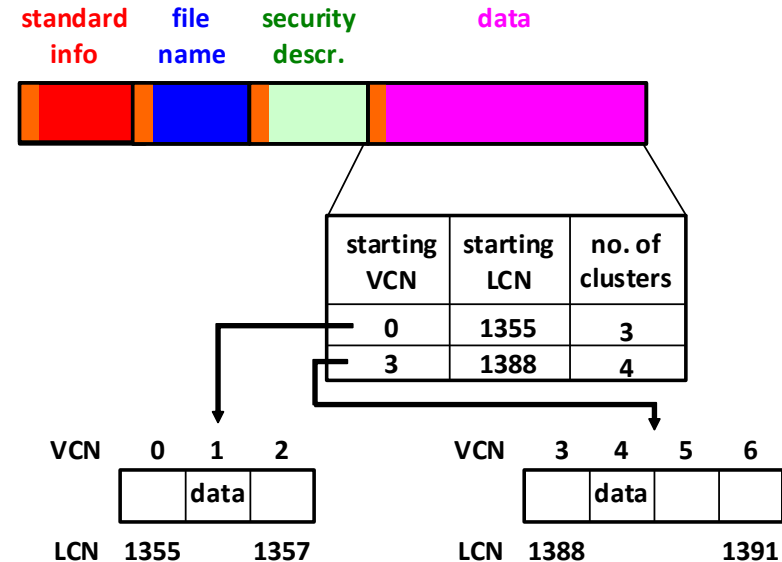 standard file security data
info name descr.
starting starting no. of
VCN LCN clusters
0 1355 3
3 1388 4
VCN 0 1 2 VCN 3 4 5 6
data data
LCN 1355 1357 LCN 1388 1391